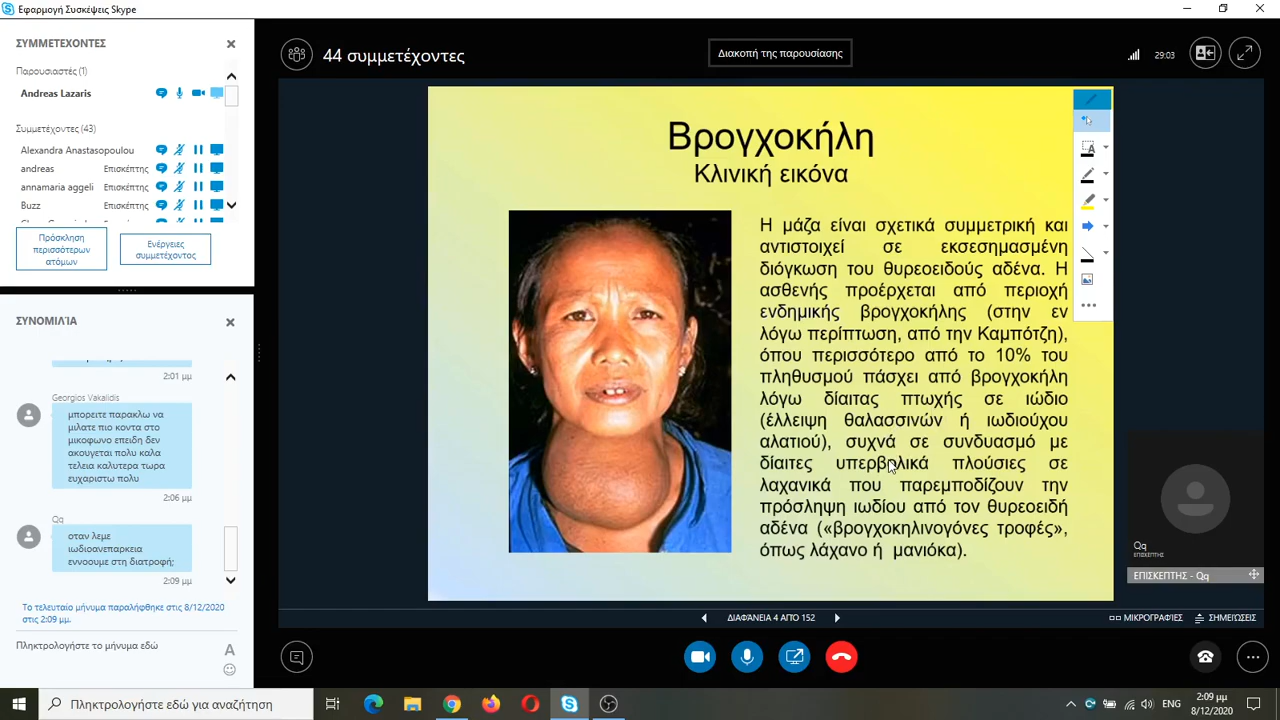 Εφαρμογή Συσκέψεις Skype
ΣΥΜΜΕΤΕΧΟΝΤΕΣ
Παρουσιαστές (1)
Andreas Lazaris
Συμμετέχοντες (43)
Alexandra Anastasopoulou
andreas Επισκέπτης
annamaria aggeli Επισκέπτης
Buzz Επισκέπτης
Πρόσκληση
περισσότερων
ατόμων
Ενέργειες
συμμετέχοντος
ΣΥΝΟΜΙΛΊΑ
2:01 μμ
Georgios Vakalidis
μπορειτε παρακλω να
μιλατε πιο κοντα στο
μικοφωνο επειδη δεν
ακουγεται πολυ καλα
τελεια καλυτερα τωρα
ευχαριστω πολυ
2:06 μμ
Qq
οταν λεμε
ιωδιοανεπαρκεια
εννοουμε στη διατροφή;
2:09 μμ
Το τελευταίο μήνυμα παραλήφθηκε στις 8/12/2020
στις 2:09 μμ.
Πληκτρολογήστε το μήνυμα εδώ
44 συμμετέχοντες
Διακοπή της παρουσίασης
29:03
Βρογχοκήλη
Κλινική εικόνα
Η μάζα είναι σχετικά συμμετρική και
αντιστοιχεί σε εκσεσημασμένη
διόγκωση του θυρεοειδούς αδένα. Η
ασθενής προέρχεται από περιοχή
ενδημικής βρογχοκήλης (στην εν
λόγω περίπτωση, από την Καμπότζη),
όπου περισσότερο από το 10% του
πληθυσμού πάσχει από βρογχοκήλη
λόγω δίαιτας πτωχής σε ιώδιο
(έλλειψη θαλασσινών ή ιωδιούχου
αλατιού), συχνά σε συνδυασμό με
δίαιτες υπερβολικά πλούσιες σε
λαχανικά που παρεμποδίζουν την
πρόσληψη ιωδίου από τον θυρεοειδή
αδένα («βρογχοκηλινογόνες τροφές»,
όπως λάχανο ή μανιόκα).
Qq
ΕΠΙΣΚΕΠΤΗΣ
ΕΠΙΣΚΕΠΤΗΣ - Qq
ΔΙΑΦΆΝΕΙΑ 4 ΑΠΌ 152
ΜΙΚΡΟΓΡΑΦΊΕΣ
ΣΗΜΕΙΏΣΕΙΣ
Πληκτρολογήστε εδώ για αναζήτηση
ENG
2:09 μμ
8/12/2020